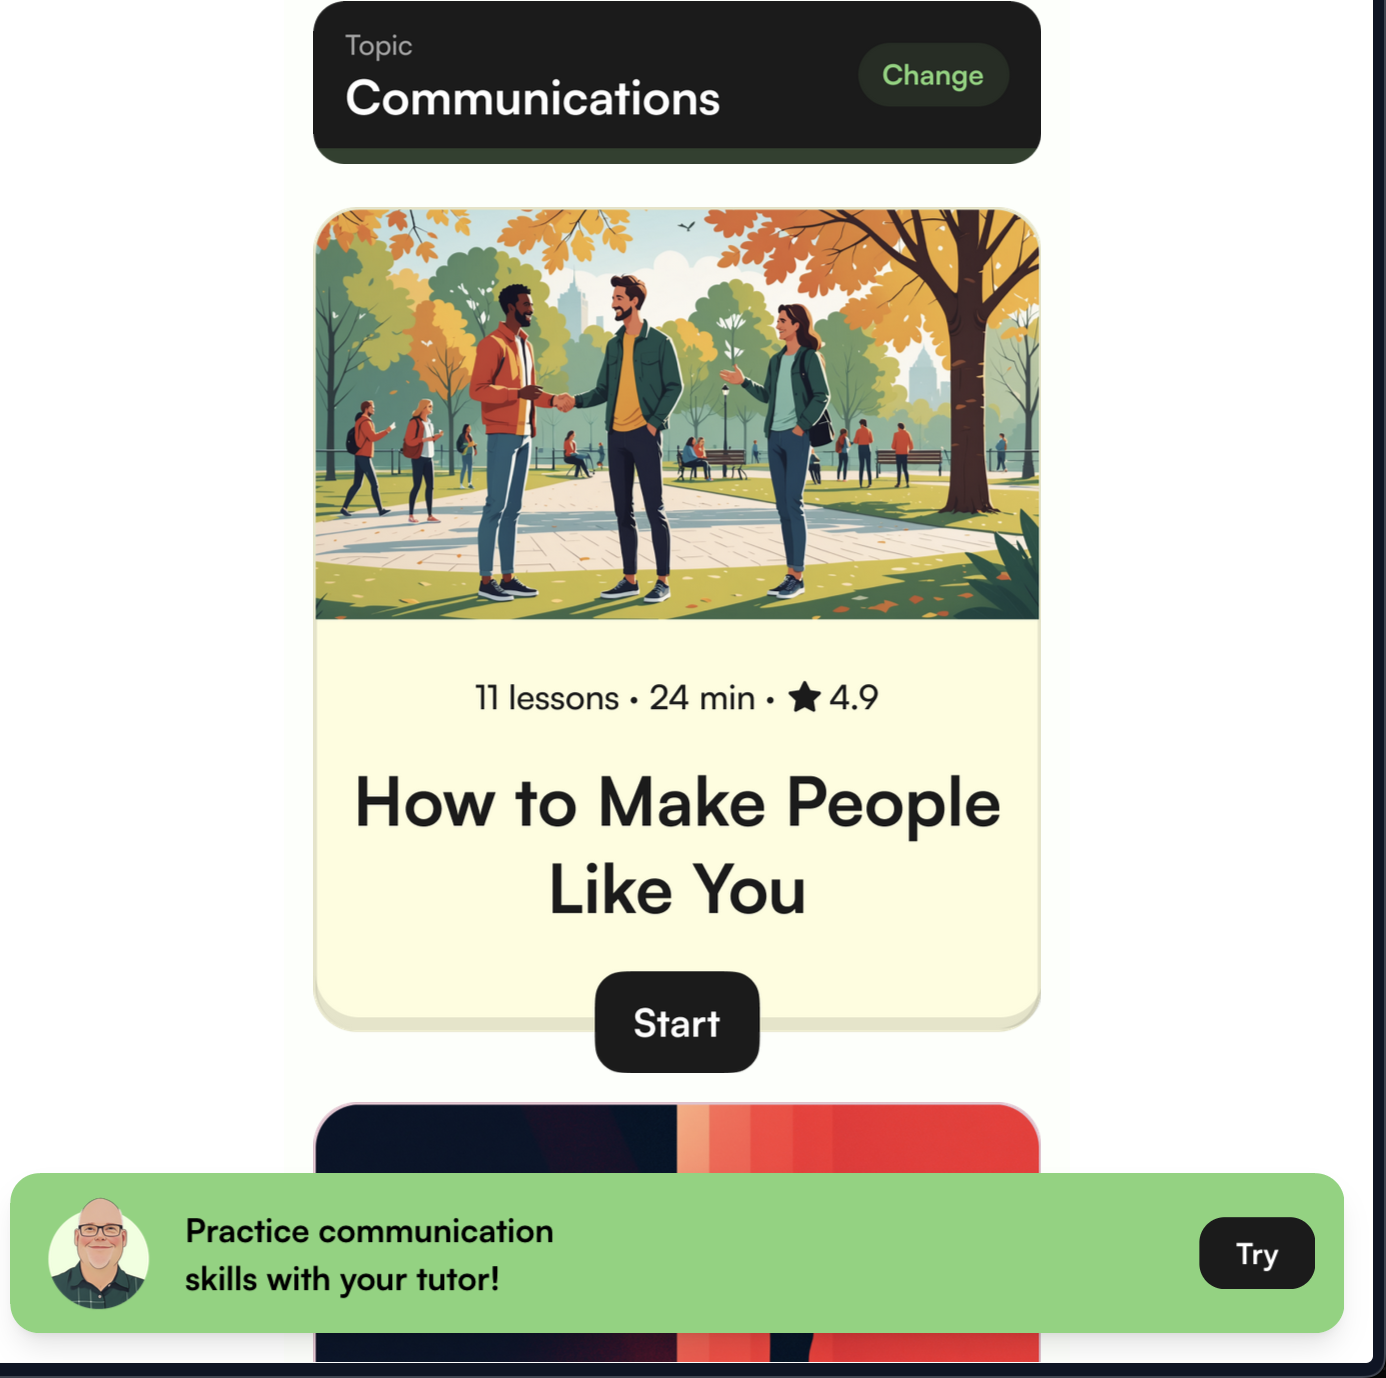 Topic
Communications
Change
11 lessons · 24 min · ★ 4.9
How to Make People
Like You
Start
Practice communication
skills with your tutor!
Try